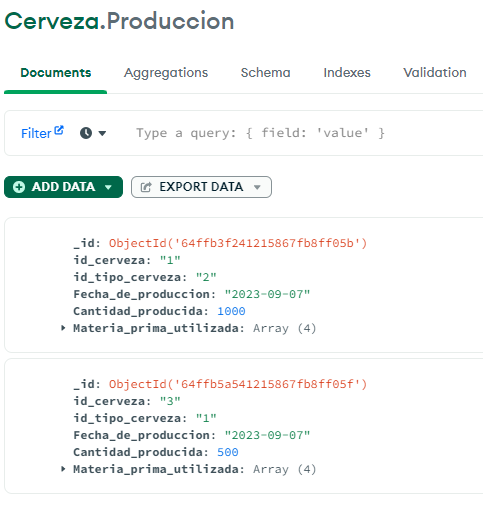 Cerveza.Produccion
Documents Aggregations Schema Indexes Validation
Filter Type a query: { field: 'value' }
ADD DATA EXPORT DATA
_id: ObjectId('64ffb3f241215867fb8ff05b')
id_cerveza: "1"
id_tipo_cerveza: "2"
Fecha_de_produccion: "2023-09-07"
Cantidad_producida: 1000
Materia_prima_utilizada: Array (4)
_id: ObjectId('64ffb5a541215867fb8ff05f')
id_cerveza: "3"
id_tipo_cerveza: "1"
Fecha_de_produccion: "2023-09-07"
Cantidad_producida: 500
Materia_prima_utilizada: Array (4)